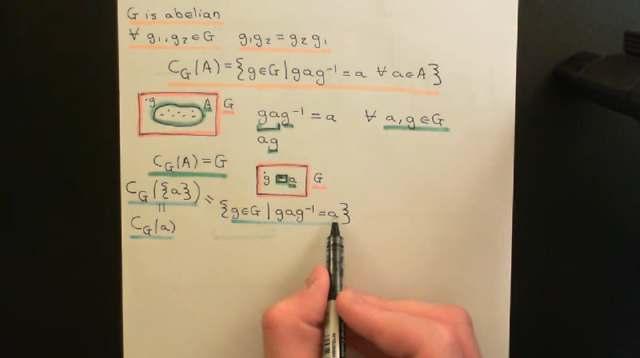 G is abelian
∀ g₁,g₂∈G g₁g₂ = g₂g₁
C_G(A) = {g∈G | gag⁻¹ = a ∀ a∈A}
·g A G gag⁻¹ = a ∀ a,g∈G
ag
C_G(A) = G
g a G
C_G({a}) = {g∈G | gag⁻¹ = a}
॥
C_G(a)